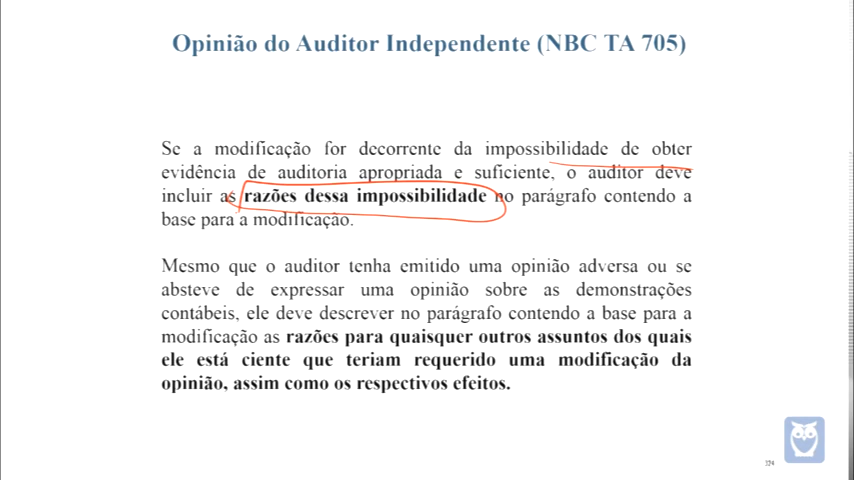 Opinião do Auditor Independente (NBC TA 705)
Se a modificação for decorrente da impossibilidade de obter
evidência de auditoria apropriada e suficiente, o auditor deve
incluir as razões dessa impossibilidade no parágrafo contendo a
base para a modificação.
Mesmo que o auditor tenha emitido uma opinião adversa ou se
absteve de expressar uma opinião sobre as demonstrações
contábeis, ele deve descrever no parágrafo contendo a base para a
modificação as razões para quaisquer outros assuntos dos quais
ele está ciente que teriam requerido uma modificação da
opinião, assim como os respectivos efeitos.